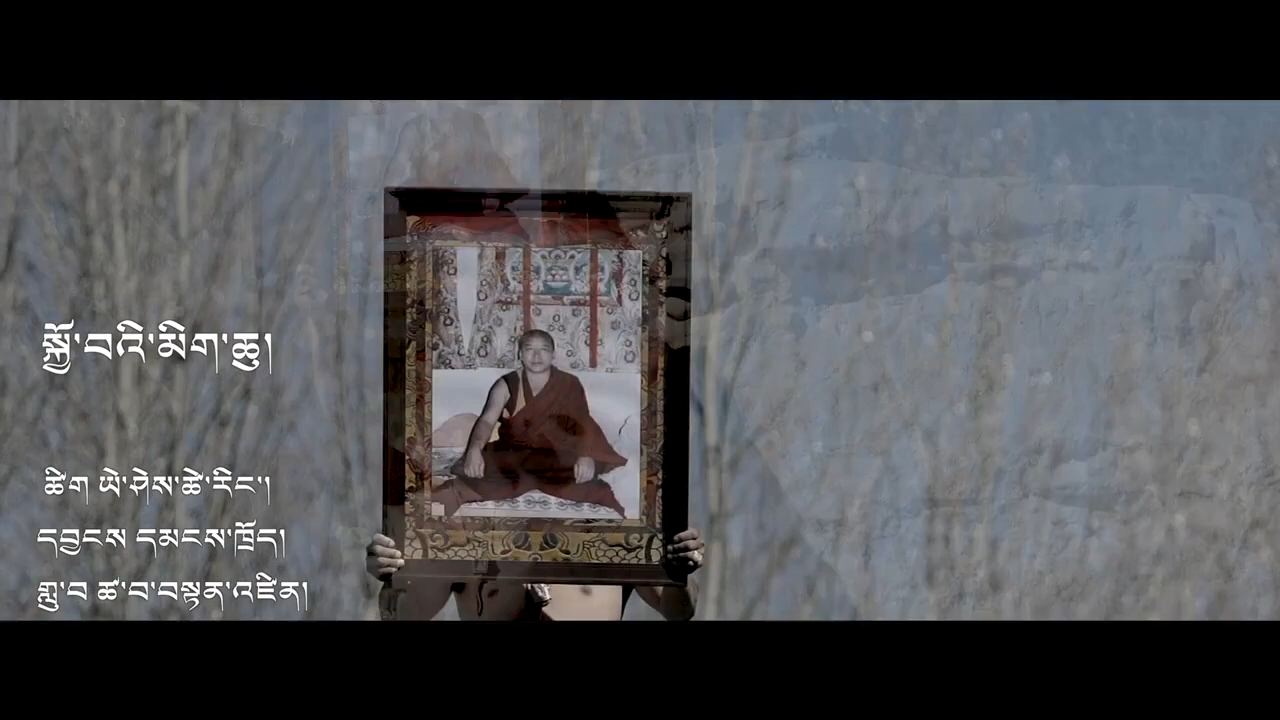 སྐྱོ་བའི་མིག་ཆུ།
ཚིག ཡེ་ཤེས་ཚེ་རིང་།
དབྱངས དམངས་ཁྲོད།
གླུ་བ ཚ་བ་བསྟན་འཛིན།